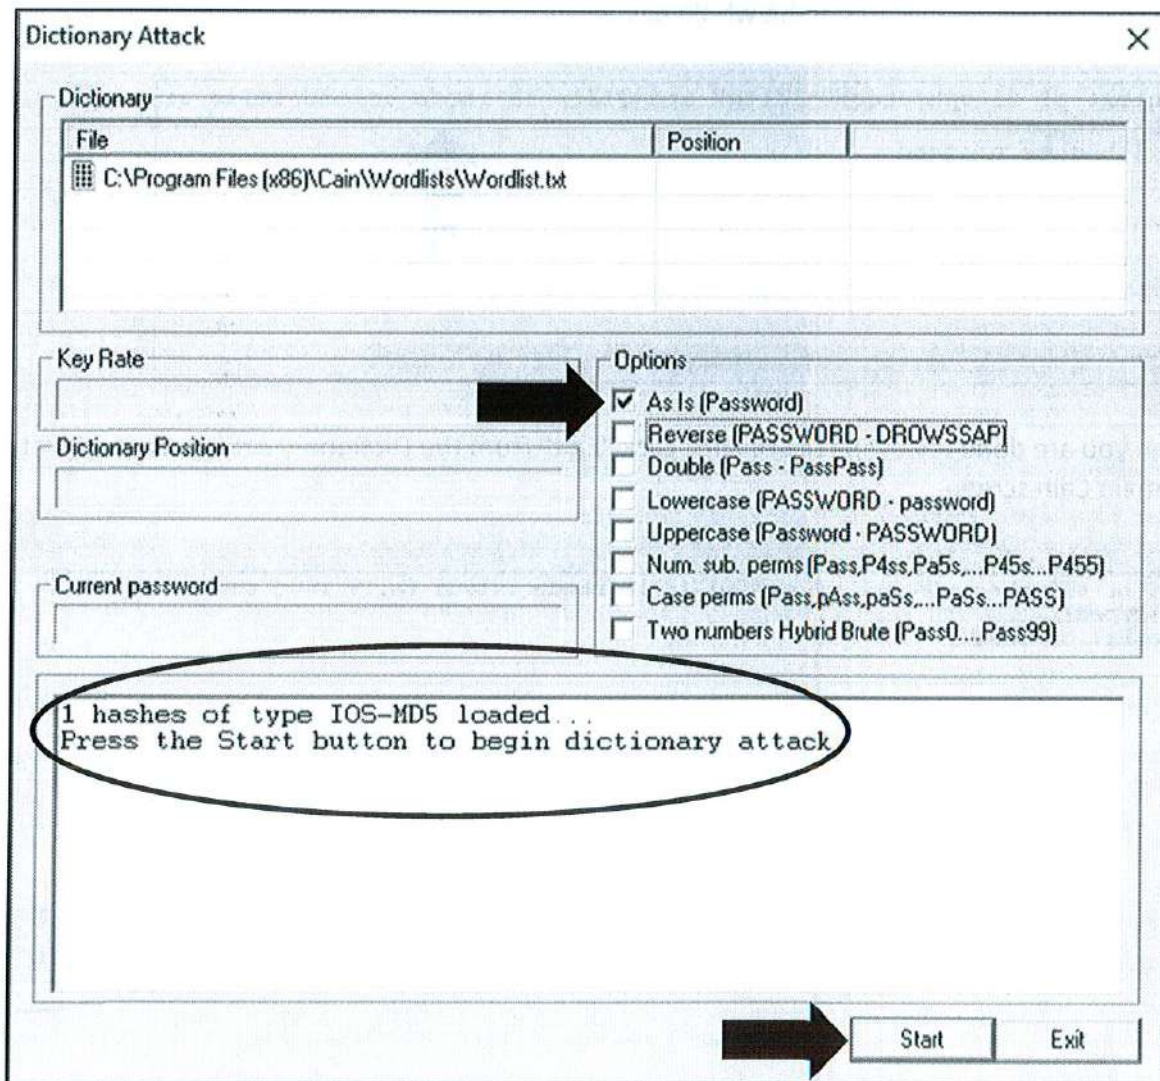 Dictionary Attack
Dictionary
File Position
C:\Program Files (x86)\Cain\Wordlists\Wordlist.txt
Key Rate
Dictionary Position
Current password
Options
As Is (Password)
Reverse (PASSWORD - DROWSSAP)
Double (Pass - PassPass)
Lowercase (PASSWORD - password)
Uppercase (Password - PASSWORD)
Num. sub. perms (Pass,P4ss,Pa5s,...P45s...P455)
Case perms (Pass,pAss,paSs,...PaSs...PASS)
Two numbers Hybrid Brute (Pass0....Pass99)
1 hashes of type IOS-MD5 loaded...
Press the Start button to begin dictionary attack
Start Exit